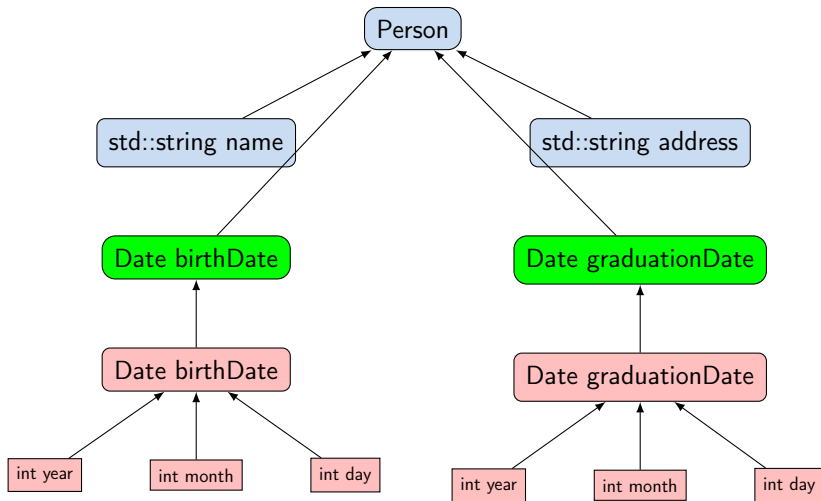 Person
std::string name
std::string address
Date birthDate
Date graduationDate
Date birthDate
Date graduationDate
int year
int month
int day
int year
int month
int day